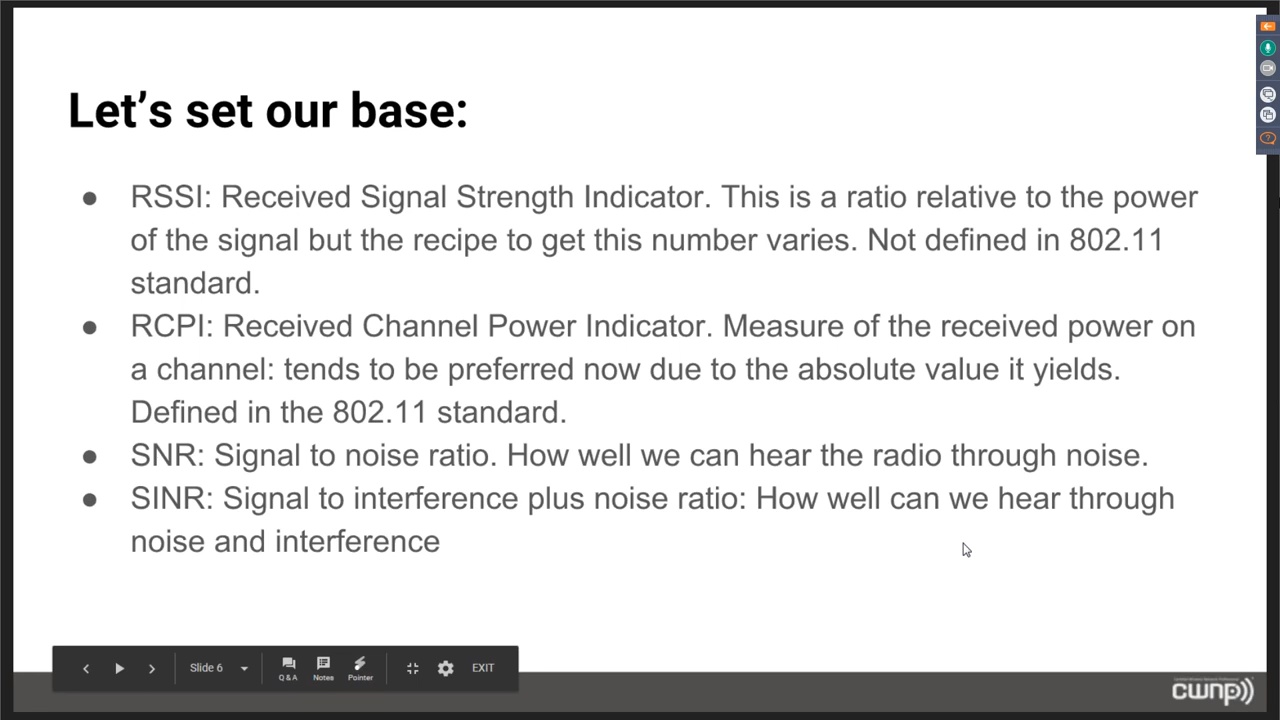 Let's set our base:
● RSSI: Received Signal Strength Indicator. This is a ratio relative to the power
of the signal but the recipe to get this number varies. Not defined in 802.11
standard.
● RCPI: Received Channel Power Indicator. Measure of the received power on
a channel: tends to be preferred now due to the absolute value it yields.
Defined in the 802.11 standard.
● SNR: Signal to noise ratio. How well we can hear the radio through noise.
● SINR: Signal to interference plus noise ratio: How well can we hear through
noise and interference
Slide 6
Q & A
Notes
Pointer
EXIT
cwnp